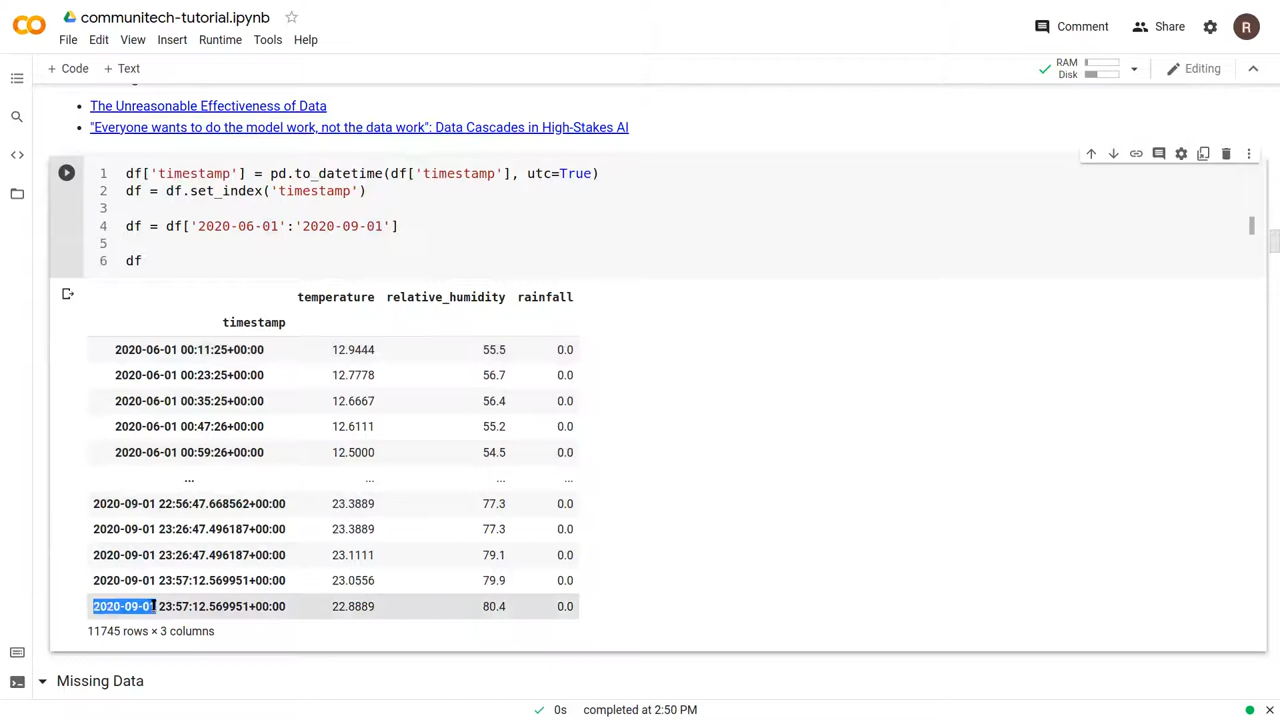 communitech-tutorial.ipynb
Comment Share R
File Edit View Insert Runtime Tools Help
+ Code + Text
RAM
Disk
Editing
• The Unreasonable Effectiveness of Data
• "Everyone wants to do the model work, not the data work": Data Cascades in High-Stakes AI
1 df['timestamp'] = pd.to_datetime(df['timestamp'], utc=True)
2 df = df.set_index('timestamp')
3
4 df = df['2020-06-01':'2020-09-01']
5
6 df
temperature relative_humidity rainfall
timestamp
2020-06-01 00:11:25+00:00 12.9444 55.5 0.0
2020-06-01 00:23:25+00:00 12.7778 56.7 0.0
2020-06-01 00:35:25+00:00 12.6667 56.4 0.0
2020-06-01 00:47:26+00:00 12.6111 55.2 0.0
2020-06-01 00:59:26+00:00 12.5000 54.5 0.0
... ... ... ...
2020-09-01 22:56:47.668562+00:00 23.3889 77.3 0.0
2020-09-01 23:26:47.496187+00:00 23.3889 77.3 0.0
2020-09-01 23:26:47.496187+00:00 23.1111 79.1 0.0
2020-09-01 23:57:12.569951+00:00 23.0556 79.9 0.0
2020-09-01 23:57:12.569951+00:00 22.8889 80.4 0.0
11745 rows × 3 columns
Missing Data
0s completed at 2:50 PM